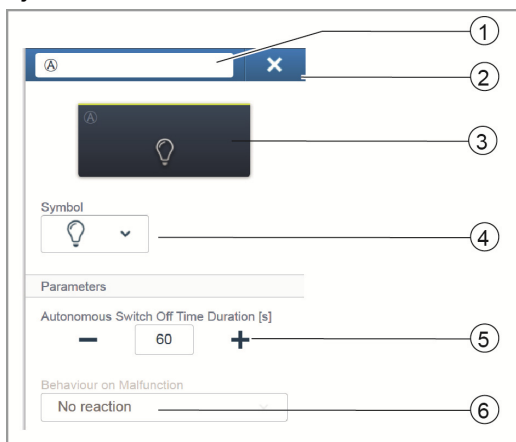 1
Ⓐ
2
Ⓐ
3
Symbol
4
Parameters
Autonomous Switch Off Time Duration [s]
60
5
Behaviour on Malfunction
No reaction
6